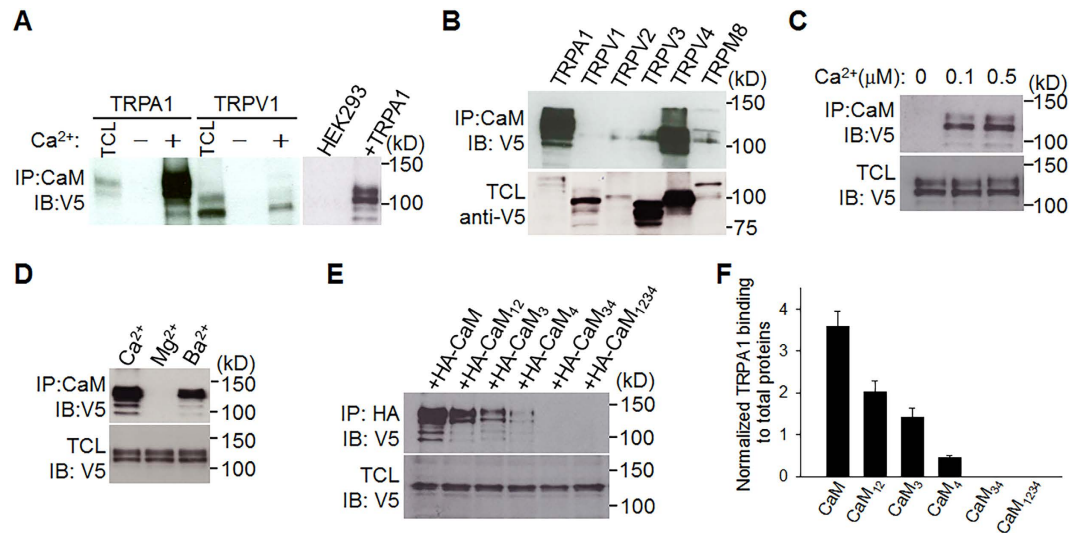 A
TRPA1 TRPV1
Ca²⁺: TCL – + TCL – + HEK293 +TRPA1 (kD)
IP:CaM
IB:V5
-150
-100
B
TRPA1 TRPV1 TRPV2 TRPV3 TRPV4 TRPM8
(kD)
IP:CaM
IB: V5
-150
-100
TCL
anti-V5
-100
-75
C
Ca²⁺(μM): 0 0.1 0.5 (kD)
IP:CaM
IB:V5
-150
-100
TCL
IB: V5
-150
-100
D
Ca²⁺ Mg²⁺ Ba²⁺
(kD)
IP:CaM
IB:V5
-150
-100
TCL
IB: V5
-150
-100
E
+HA-CaM +HA-CaM₁₂ +HA-CaM₃ +HA-CaM₄ +HA-CaM₃₄ +HA-CaM₁₂₃₄
(kD)
IP: HA
IB: V5
-150
-100
TCL
IB: V5
-150
-100
F
Normalized TRPA1 binding
to total proteins
4
3
2
1
0
CaM CaM₁₂ CaM₃ CaM₄ CaM₃₄ CaM₁₂₃₄